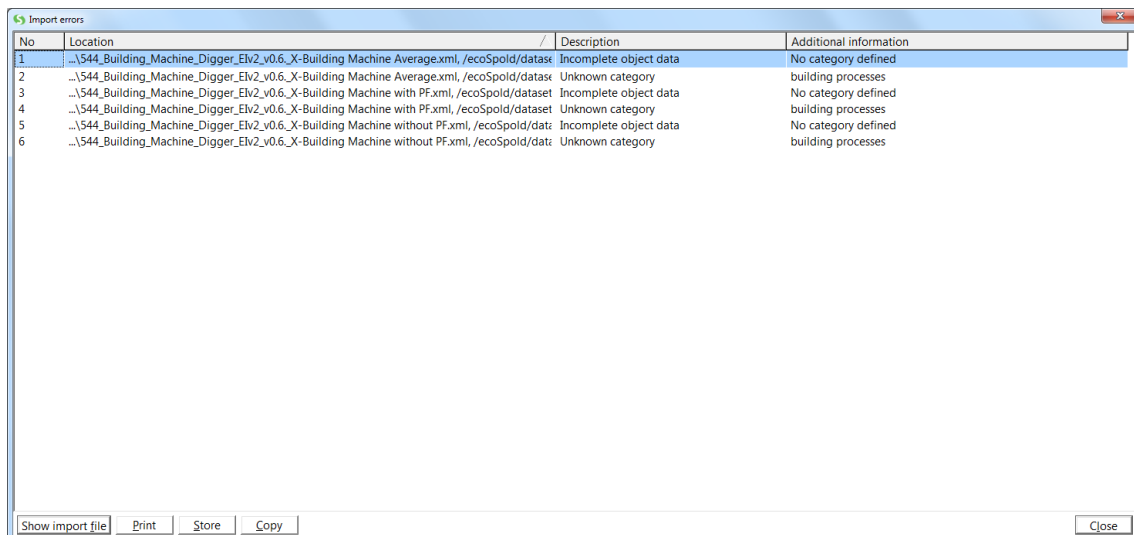 Import errors
No Location Description Additional information
1 ...\544_Building_Machine_Digger_EIv2_v0.6._X-Building Machine Average.xml, /ecoSpold/datase Incomplete object data No category defined
2 ...\544_Building_Machine_Digger_EIv2_v0.6._X-Building Machine Average.xml, /ecoSpold/datase Unknown category building processes
3 ...\544_Building_Machine_Digger_EIv2_v0.6._X-Building Machine with PF.xml, /ecoSpold/dataset Incomplete object data No category defined
4 ...\544_Building_Machine_Digger_EIv2_v0.6._X-Building Machine with PF.xml, /ecoSpold/dataset Unknown category building processes
5 ...\544_Building_Machine_Digger_EIv2_v0.6._X-Building Machine without PF.xml, /ecoSpold/data Incomplete object data No category defined
6 ...\544_Building_Machine_Digger_EIv2_v0.6._X-Building Machine without PF.xml, /ecoSpold/data Unknown category building processes
Show import file Print Store Copy Close